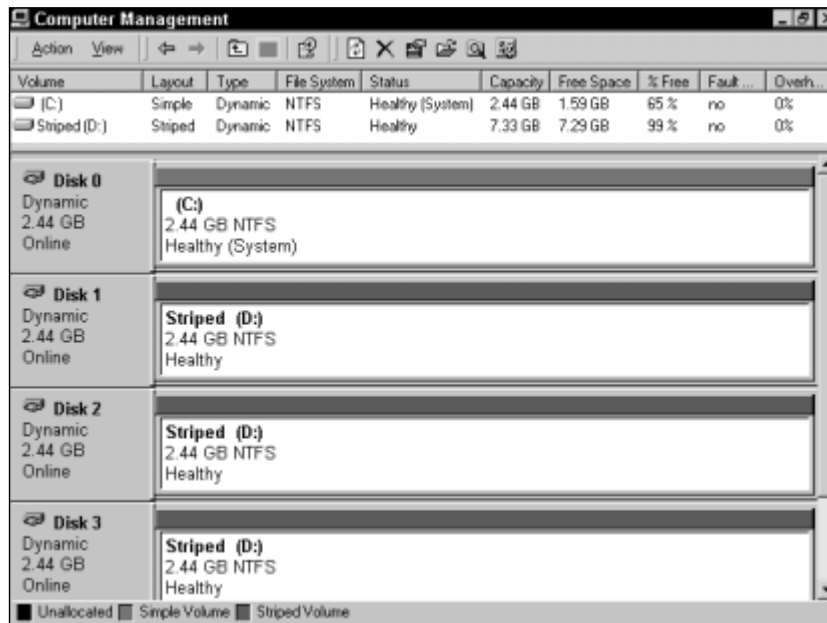 Computer Management
Action View
Volume Layout Type File System Status Capacity Free Space % Free Fault ... Overh...
(C:) Simple Dynamic NTFS Healthy (System) 2.44 GB 1.59 GB 65 % no 0%
Striped (D:) Striped Dynamic NTFS Healthy 7.33 GB 7.29 GB 99 % no 0%
Disk 0
Dynamic
2.44 GB
Online
(C:)
2.44 GB NTFS
Healthy (System)
Disk 1
Dynamic
2.44 GB
Online
Striped (D:)
2.44 GB NTFS
Healthy
Disk 2
Dynamic
2.44 GB
Online
Striped (D:)
2.44 GB NTFS
Healthy
Disk 3
Dynamic
2.44 GB
Online
Striped (D:)
2.44 GB NTFS
Healthy
Unallocated Simple Volume Striped Volume